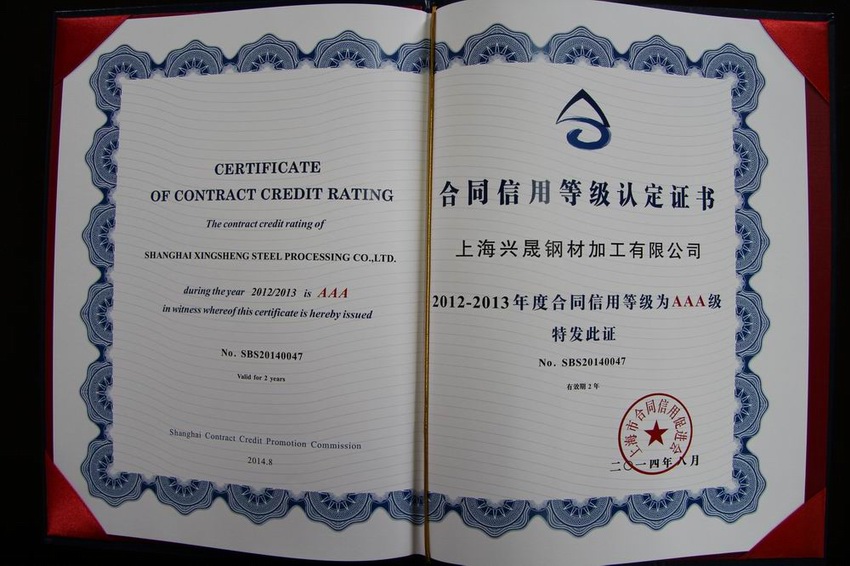 CERTIFICATE
OF CONTRACT CREDIT RATING
The contract credit rating of
SHANGHAI XINGSHENG STEEL PROCESSING CO.,LTD.
during the year 2012/2013 is AAA
in witness whereof this certificate is hereby issued
No. SBS20140047
Valid for 2 years
Shanghai Contract Credit Promotion Commission
2014.8
合同信用等级认定证书
上海兴晟钢材加工有限公司
2012-2013年度合同信用等级为AAA级
特发此证
No. SBS20140047
有效期2年
上海市合同信用促进会
二〇一四年八月